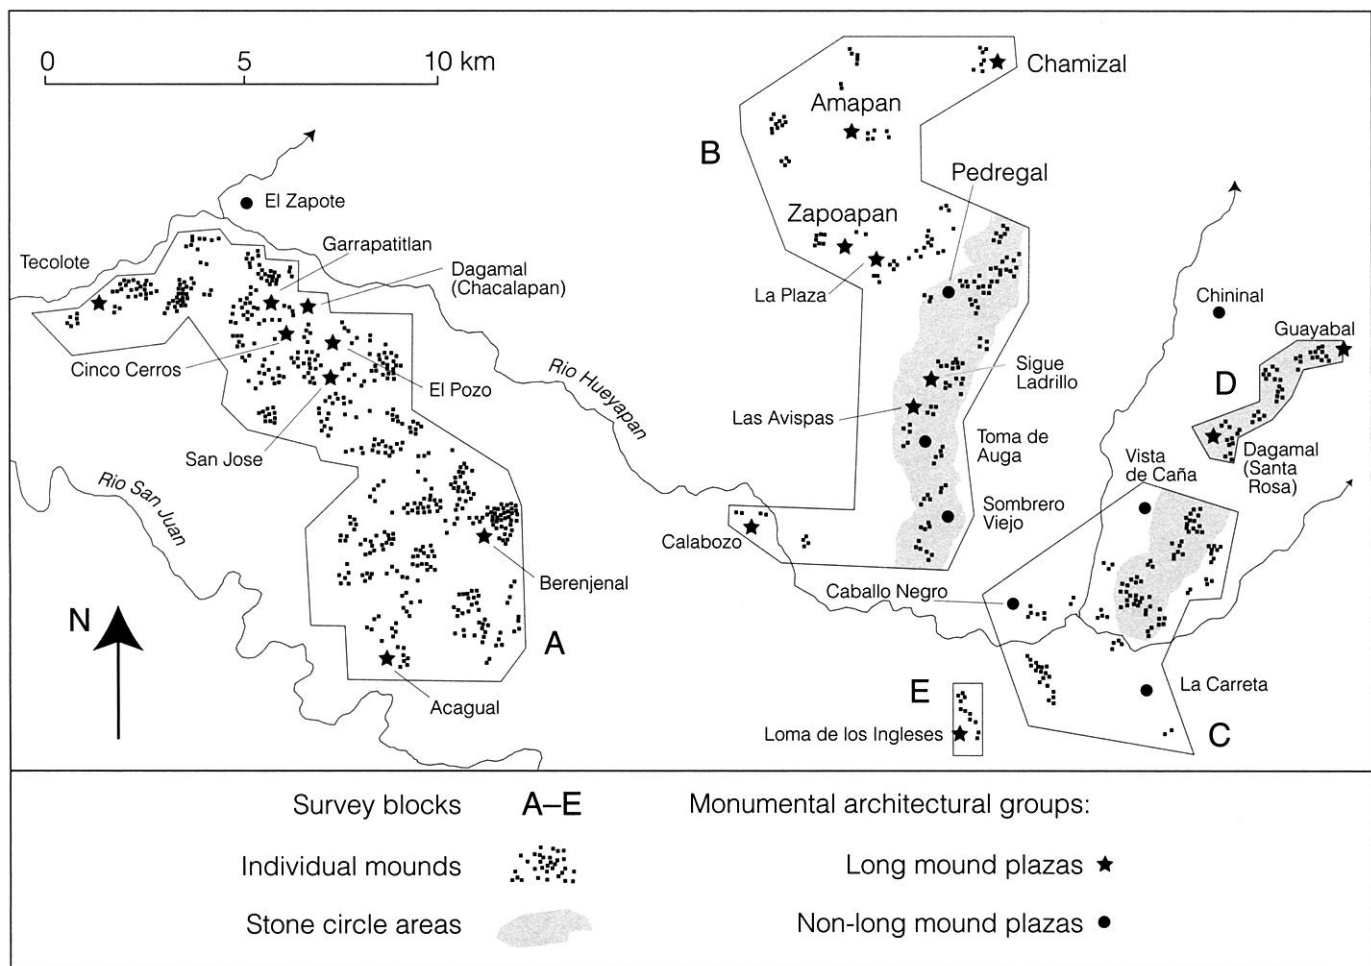 0 5 10 km
Chamizal
Amapan
B
Pedregal
El Zapote
Zapoapan
Garrapatitlan
Tecolote
Dagamal
(Chacalapan)
La Plaza
Chininal
Guayabal
Cinco Cerros
El Pozo
Rio Hueyapan
Sigue
Ladrillo
D
Las Avispas
San Jose
Toma de
Auga
Vista
de Caña
Dagamal
(Santa
Rosa)
Rio San Juan
Sombrero
Viejo
Calabozo
Berenjenal
Caballo Negro
N
A
E
La Carreta
Acagual
Loma de los Ingleses
C
Survey blocks A–E
Monumental architectural groups:
Individual mounds
Long mound plazas
Stone circle areas
Non-long mound plazas